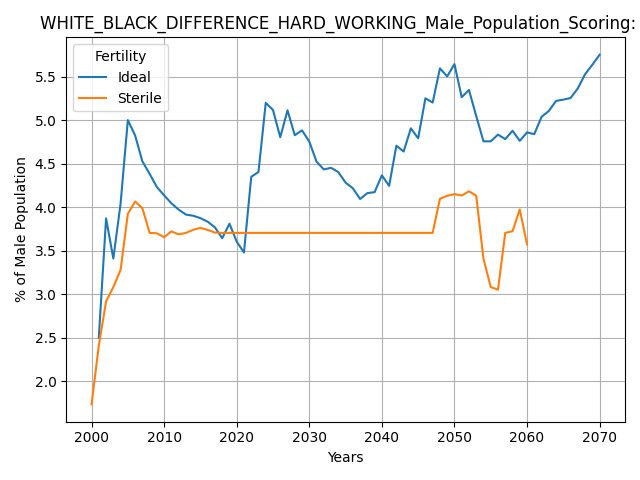 WHITE_BLACK_DIFFERENCE_HARD_WORKING_Male_Population_Scoring:
Fertility
Ideal
Sterile
% of Male Population
5.5
5.0
4.5
4.0
3.5
3.0
2.5
2.0
2000 2010 2020 2030 2040 2050 2060 2070
Years